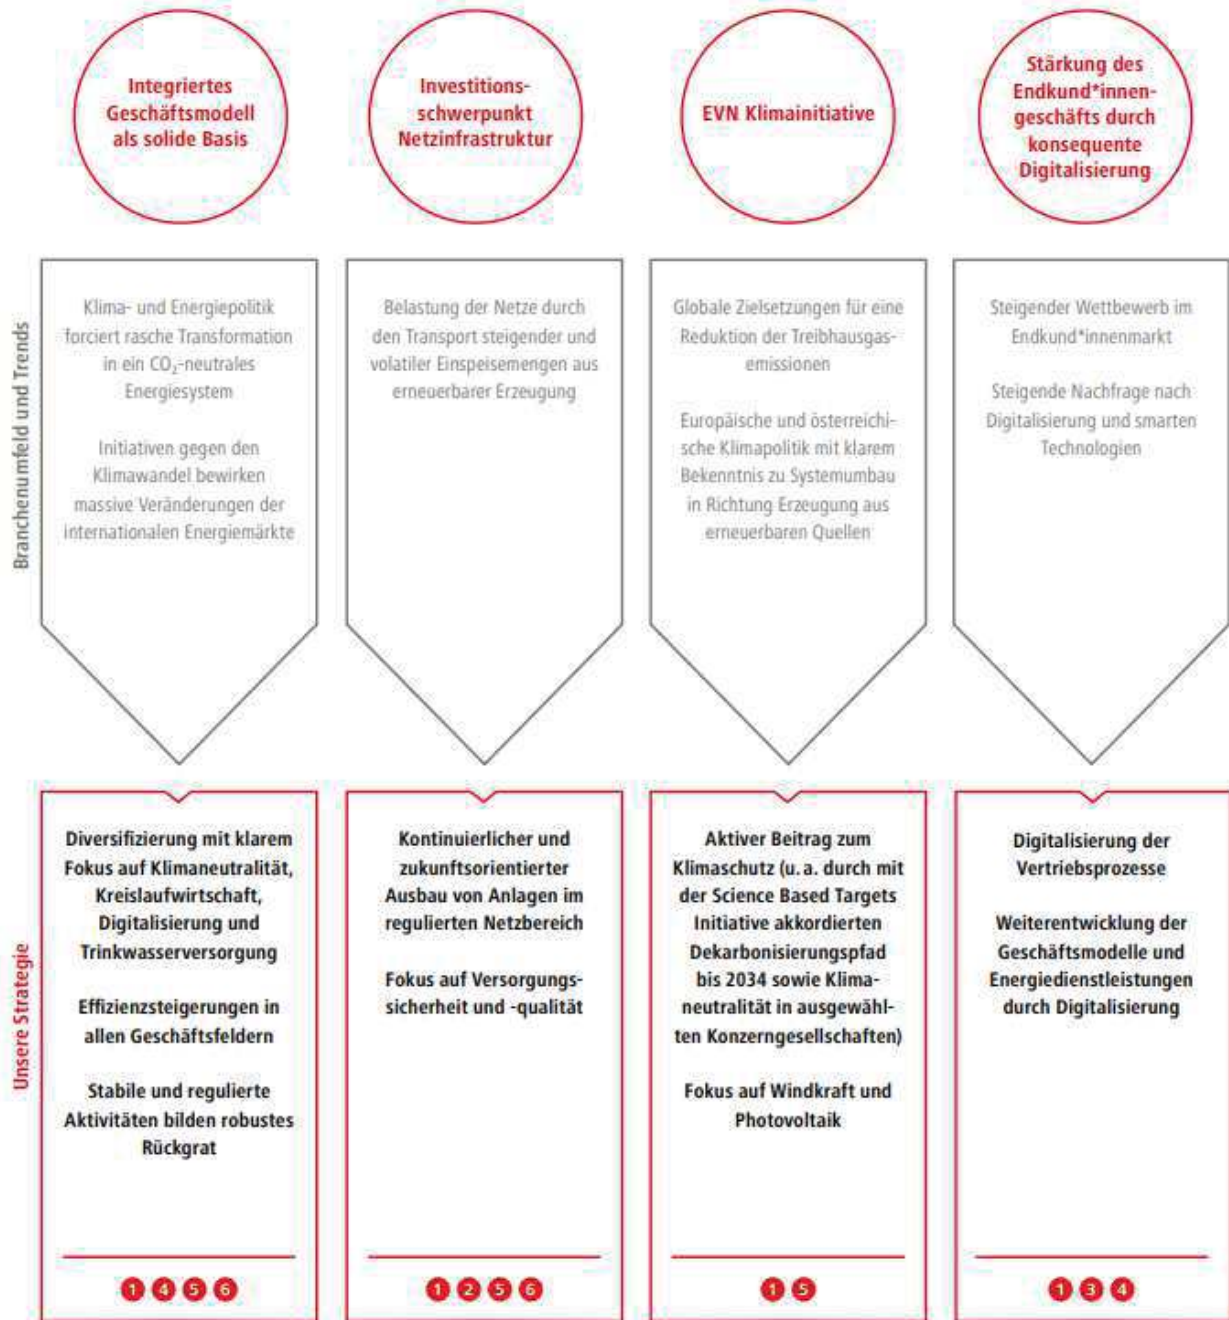 Integriertes
Geschäftsmodell
als solide Basis
Investitions-
schwerpunkt
Netzinfrastruktur
EVN Klimainitiative
Stärkung des
Endkund*innen-
geschäfts durch
konsequente
Digitalisierung
Branchenumfeld und Trends
Klima- und Energiepolitik
forciert rasche Transformation
in ein CO₂-neutrales
Energiesystem
Initiativen gegen den
Klimawandel bewirken
massive Veränderungen der
internationalen Energiemärkte
Belastung der Netze durch
den Transport steigender und
volatiler Einspeisemengen aus
erneuerbarer Erzeugung
Globale Zielsetzungen für eine
Reduktion der Treibhausgas-
emissionen
Europäische und österreichi-
sche Klimapolitik mit klarem
Bekenntnis zu Systemumbau
in Richtung Erzeugung aus
erneuerbaren Quellen
Steigender Wettbewerb im
Endkund*innenmarkt
Steigende Nachfrage nach
Digitalisierung und smarten
Technologien
Unsere Strategie
Diversifizierung mit klarem
Fokus auf Klimaneutralität,
Kreislaufwirtschaft,
Digitalisierung und
Trinkwasserversorgung
Effizienzsteigerungen in
allen Geschäftsfeldern
Stabile und regulierte
Aktivitäten bilden robustes
Rückgrat
1 4 5 6
Kontinuierlicher und
zukunftsorientierter
Ausbau von Anlagen im
regulierten Netzbereich
Fokus auf Versorgungs-
sicherheit und -qualität
1 2 5 6
Aktiver Beitrag zum
Klimaschutz (u. a. durch mit
der Science Based Targets
Initiative akkordierten
Dekarbonisierungspfad
bis 2034 sowie Klima-
neutralität in ausgewähl-
ten Konzerngesellschaften)
Fokus auf Windkraft und
Photovoltaik
1 5
Digitalisierung der
Vertriebsprozesse
Weiterentwicklung der
Geschäftsmodelle und
Energiedienstleistungen
durch Digitalisierung
1 3 4